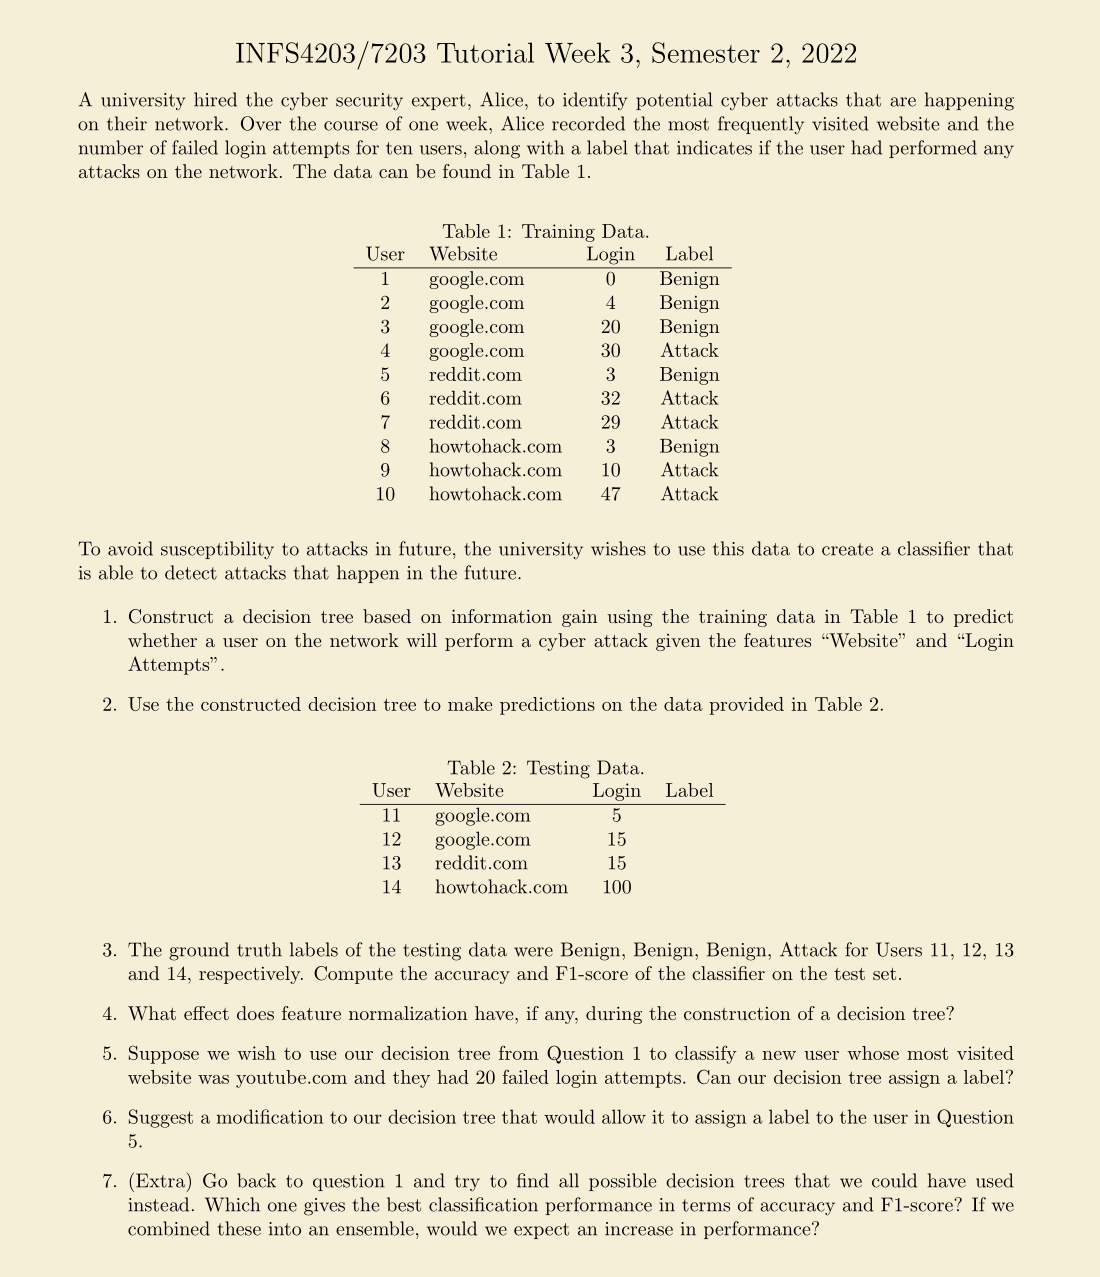 INFS4203/7203 Tutorial Week 3, Semester 2, 2022
A university hired the cyber security expert, Alice, to identify potential cyber attacks that are happening
on their network. Over the course of one week, Alice recorded the most frequently visited website and the
number of failed login attempts for ten users, along with a label that indicates if the user had performed any
attacks on the network. The data can be found in Table 1.
Table 1: Training Data.
User Website Login Label
1 google.com 0 Benign
2 google.com 4 Benign
3 google.com 20 Benign
4 google.com 30 Attack
5 reddit.com 3 Benign
6 reddit.com 32 Attack
7 reddit.com 29 Attack
8 howtohack.com 3 Benign
9 howtohack.com 10 Attack
10 howtohack.com 47 Attack
To avoid susceptibility to attacks in future, the university wishes to use this data to create a classifier that
is able to detect attacks that happen in the future.
1. Construct a decision tree based on information gain using the training data in Table 1 to predict
whether a user on the network will perform a cyber attack given the features “Website” and “Login
Attempts”.
2. Use the constructed decision tree to make predictions on the data provided in Table 2.
Table 2: Testing Data.
User Website Login Label
11 google.com 5
12 google.com 15
13 reddit.com 15
14 howtohack.com 100
3. The ground truth labels of the testing data were Benign, Benign, Benign, Attack for Users 11, 12, 13
and 14, respectively. Compute the accuracy and F1-score of the classifier on the test set.
4. What effect does feature normalization have, if any, during the construction of a decision tree?
5. Suppose we wish to use our decision tree from Question 1 to classify a new user whose most visited
website was youtube.com and they had 20 failed login attempts. Can our decision tree assign a label?
6. Suggest a modification to our decision tree that would allow it to assign a label to the user in Question
5.
7. (Extra) Go back to question 1 and try to find all possible decision trees that we could have used
instead. Which one gives the best classification performance in terms of accuracy and F1-score? If we
combined these into an ensemble, would we expect an increase in performance?